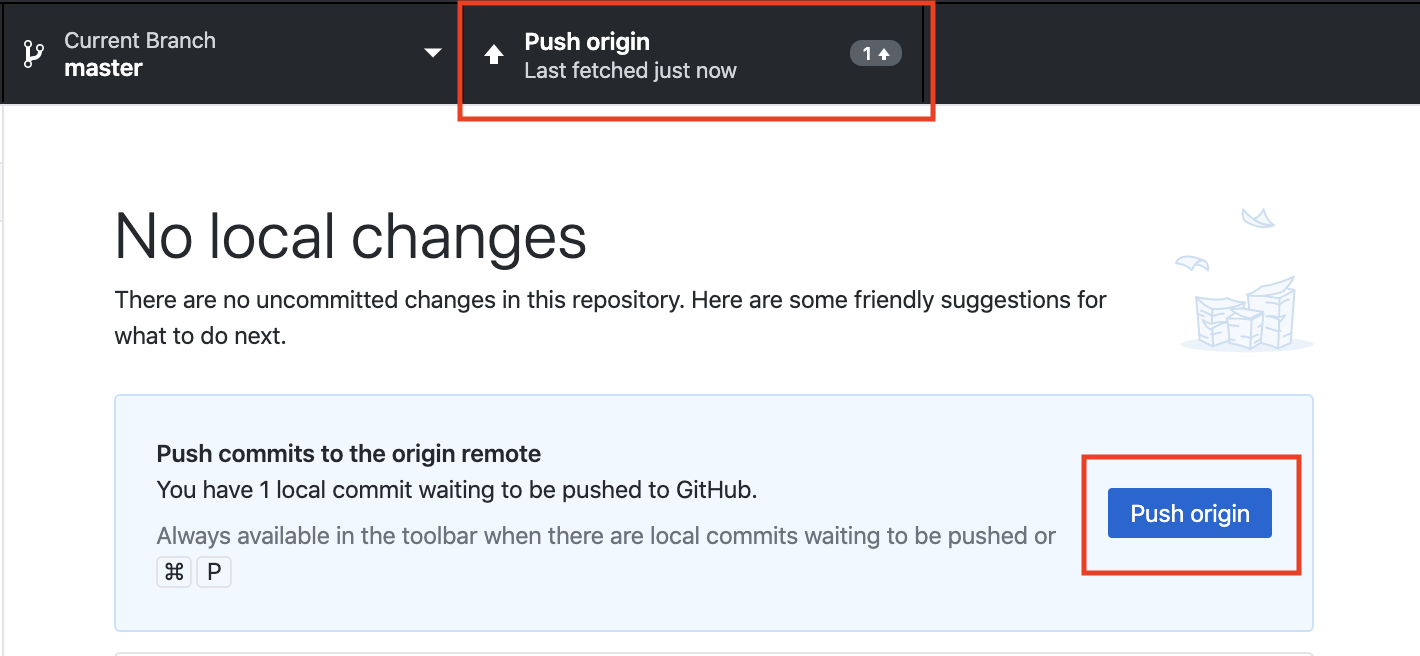 Current Branch
master
Push origin
Last fetched just now
1
No local changes
There are no uncommitted changes in this repository. Here are some friendly suggestions for
what to do next.
Push commits to the origin remote
You have 1 local commit waiting to be pushed to GitHub.
Always available in the toolbar when there are local commits waiting to be pushed or
⌘ P
Push origin